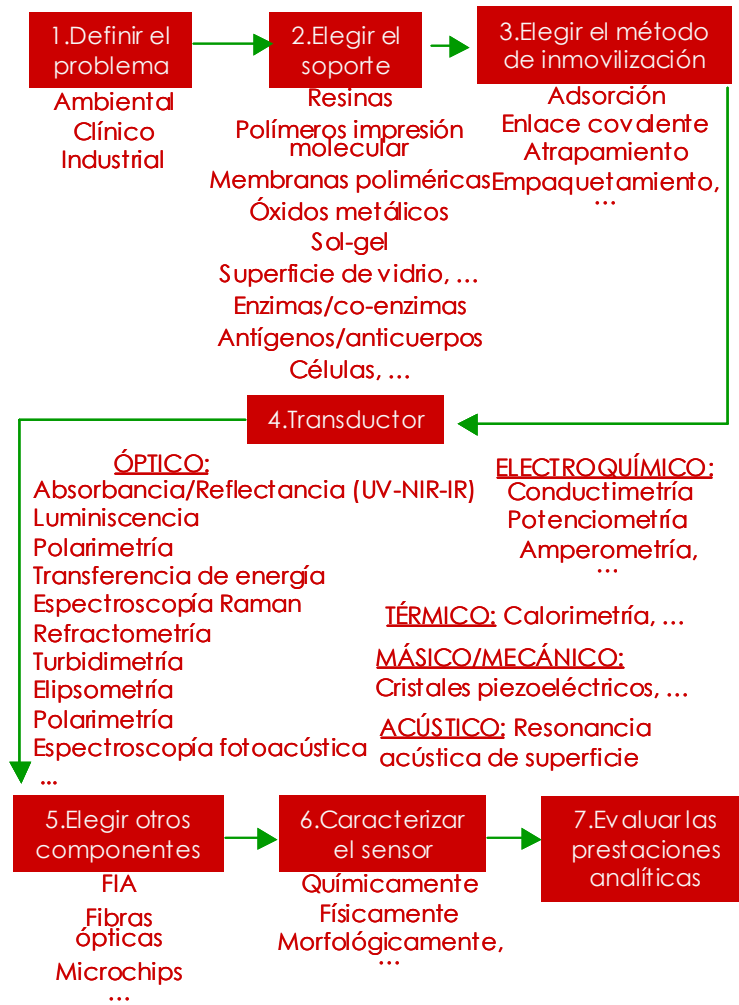 1.Definir el
problema
Ambiental
Clínico
Industrial
2.Elegir el
soporte
Resinas
Polímeros impresión
molecular
Membranas poliméricas
Óxidos metálicos
Sol-gel
Superficie de vidrio, ...
Enzimas/co-enzimas
Antígenos/anticuerpos
Células, ...
3.Elegir el método
de inmovilización
Adsorción
Enlace covalente
Atrapamiento
Empaquetamiento,
...
4.Transductor
ÓPTICO:
Absorbancia/Reflectancia (UV-NIR-IR)
Luminiscencia
Polarimetría
Transferencia de energía
Espectroscopía Raman
Refractometría
Turbidimetría
Elipsometría
Polarimetría
Espectroscopía fotoacústica
...
ELECTROQUÍMICO:
Conductimetría
Potenciometría
Amperometría,
...
TÉRMICO: Calorimetría, ...
MÁSICO/MECÁNICO:
Cristales piezoeléctricos, ...
ACÚSTICO: Resonancia
acústica de superficie
5.Elegir otros
componentes
FIA
Fibras
ópticas
Microchips
...
6.Caracterizar
el sensor
Químicamente
Físicamente
Morfológicamente,
...
7.Evaluar las
prestaciones
analíticas